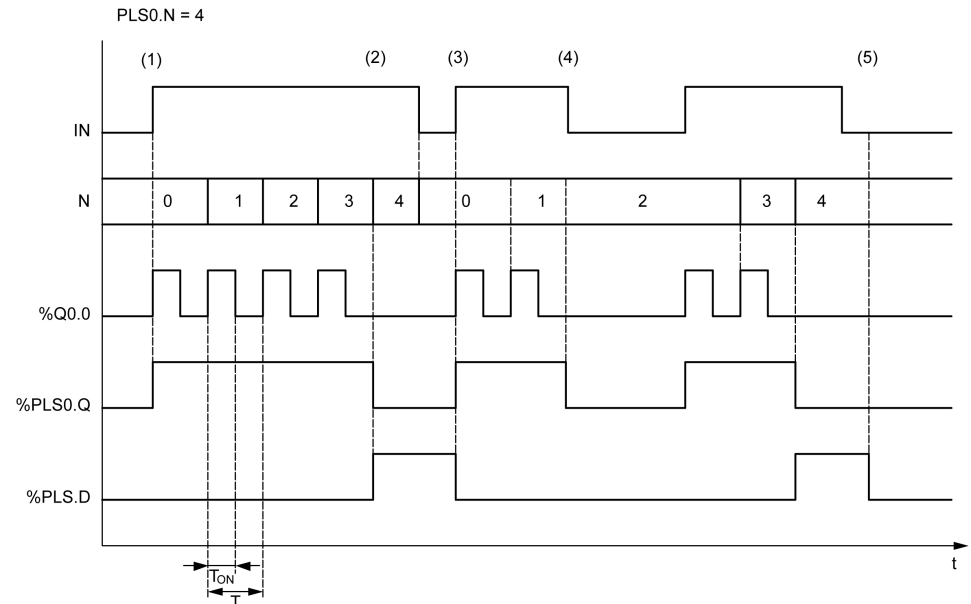 PLS0.N = 4
(1) (2) (3) (4) (5)
IN
N 0 1 2 3 4 0 1 2 3 4
%Q0.0
%PLS0.Q
%PLS.D
t
TON
T